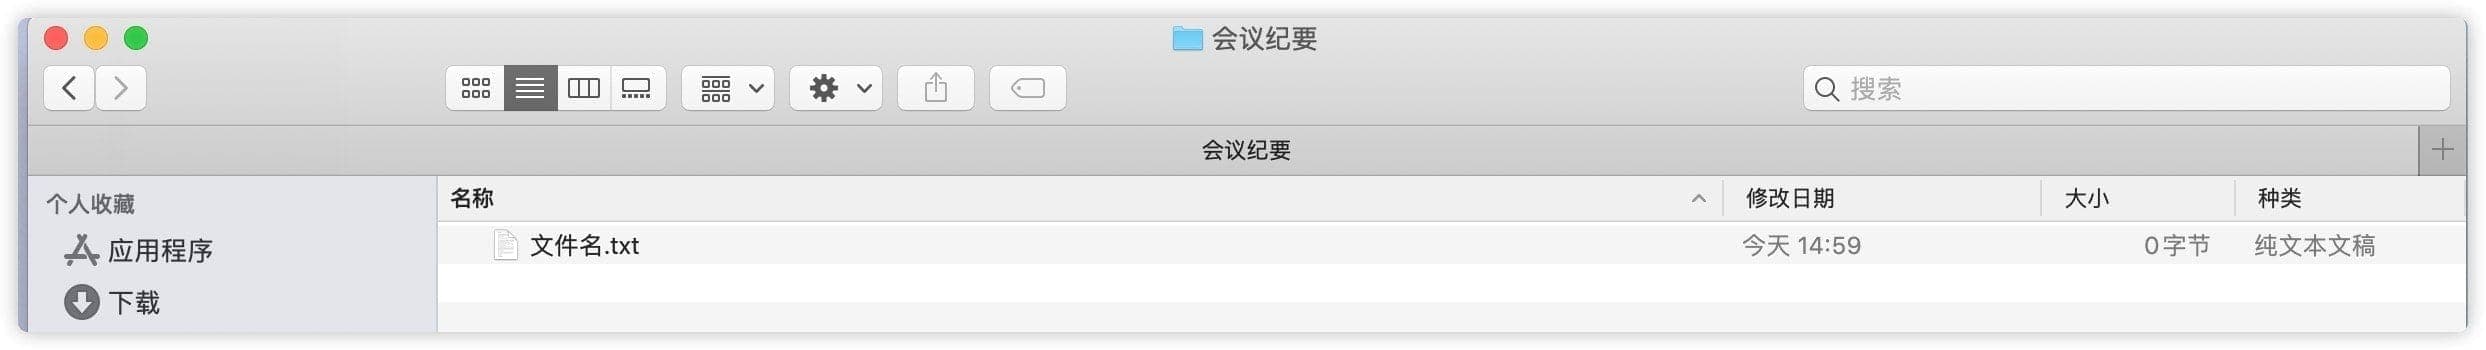 会议纪要
搜索
会议纪要
个人收藏
应用程序
下载
名称 修改日期 大小 种类
文件名.txt 今天 14:59 0字节 纯文本文稿